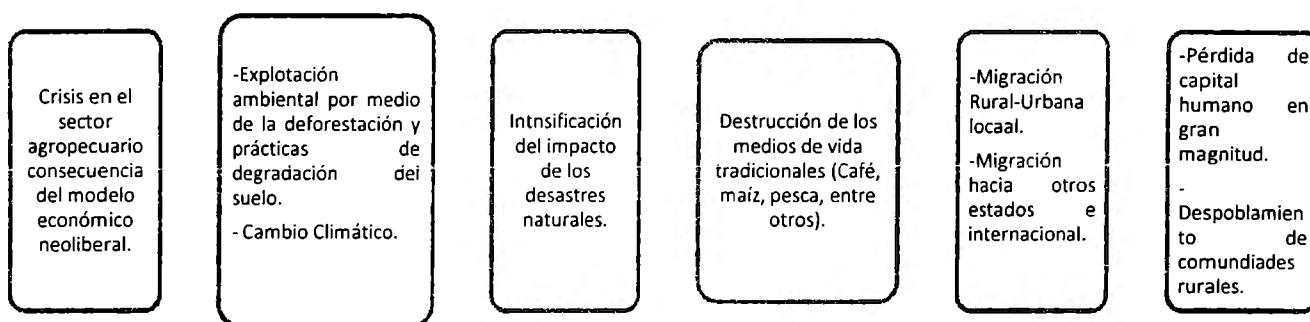 Crisis en el
sector
agropecuario
consecuencia
del modelo
económico
neoliberal.
-Explotación
ambiental por medio
de la deforestación y
prácticas de
degradación del
suelo.
- Cambio Climático.
Intnsificación
del impacto
de los
desastres
naturales.
Destrucción de los
medios de vida
tradicionales (Café,
maíz, pesca, entre
otros).
-Migración
Rural-Urbana
locaal.
-Migración
hacia otros
estados e
internacional.
-Pérdida de
capital
humano en
gran
magnitud.
-
Despoblamien
to de
comundiades
rurales.